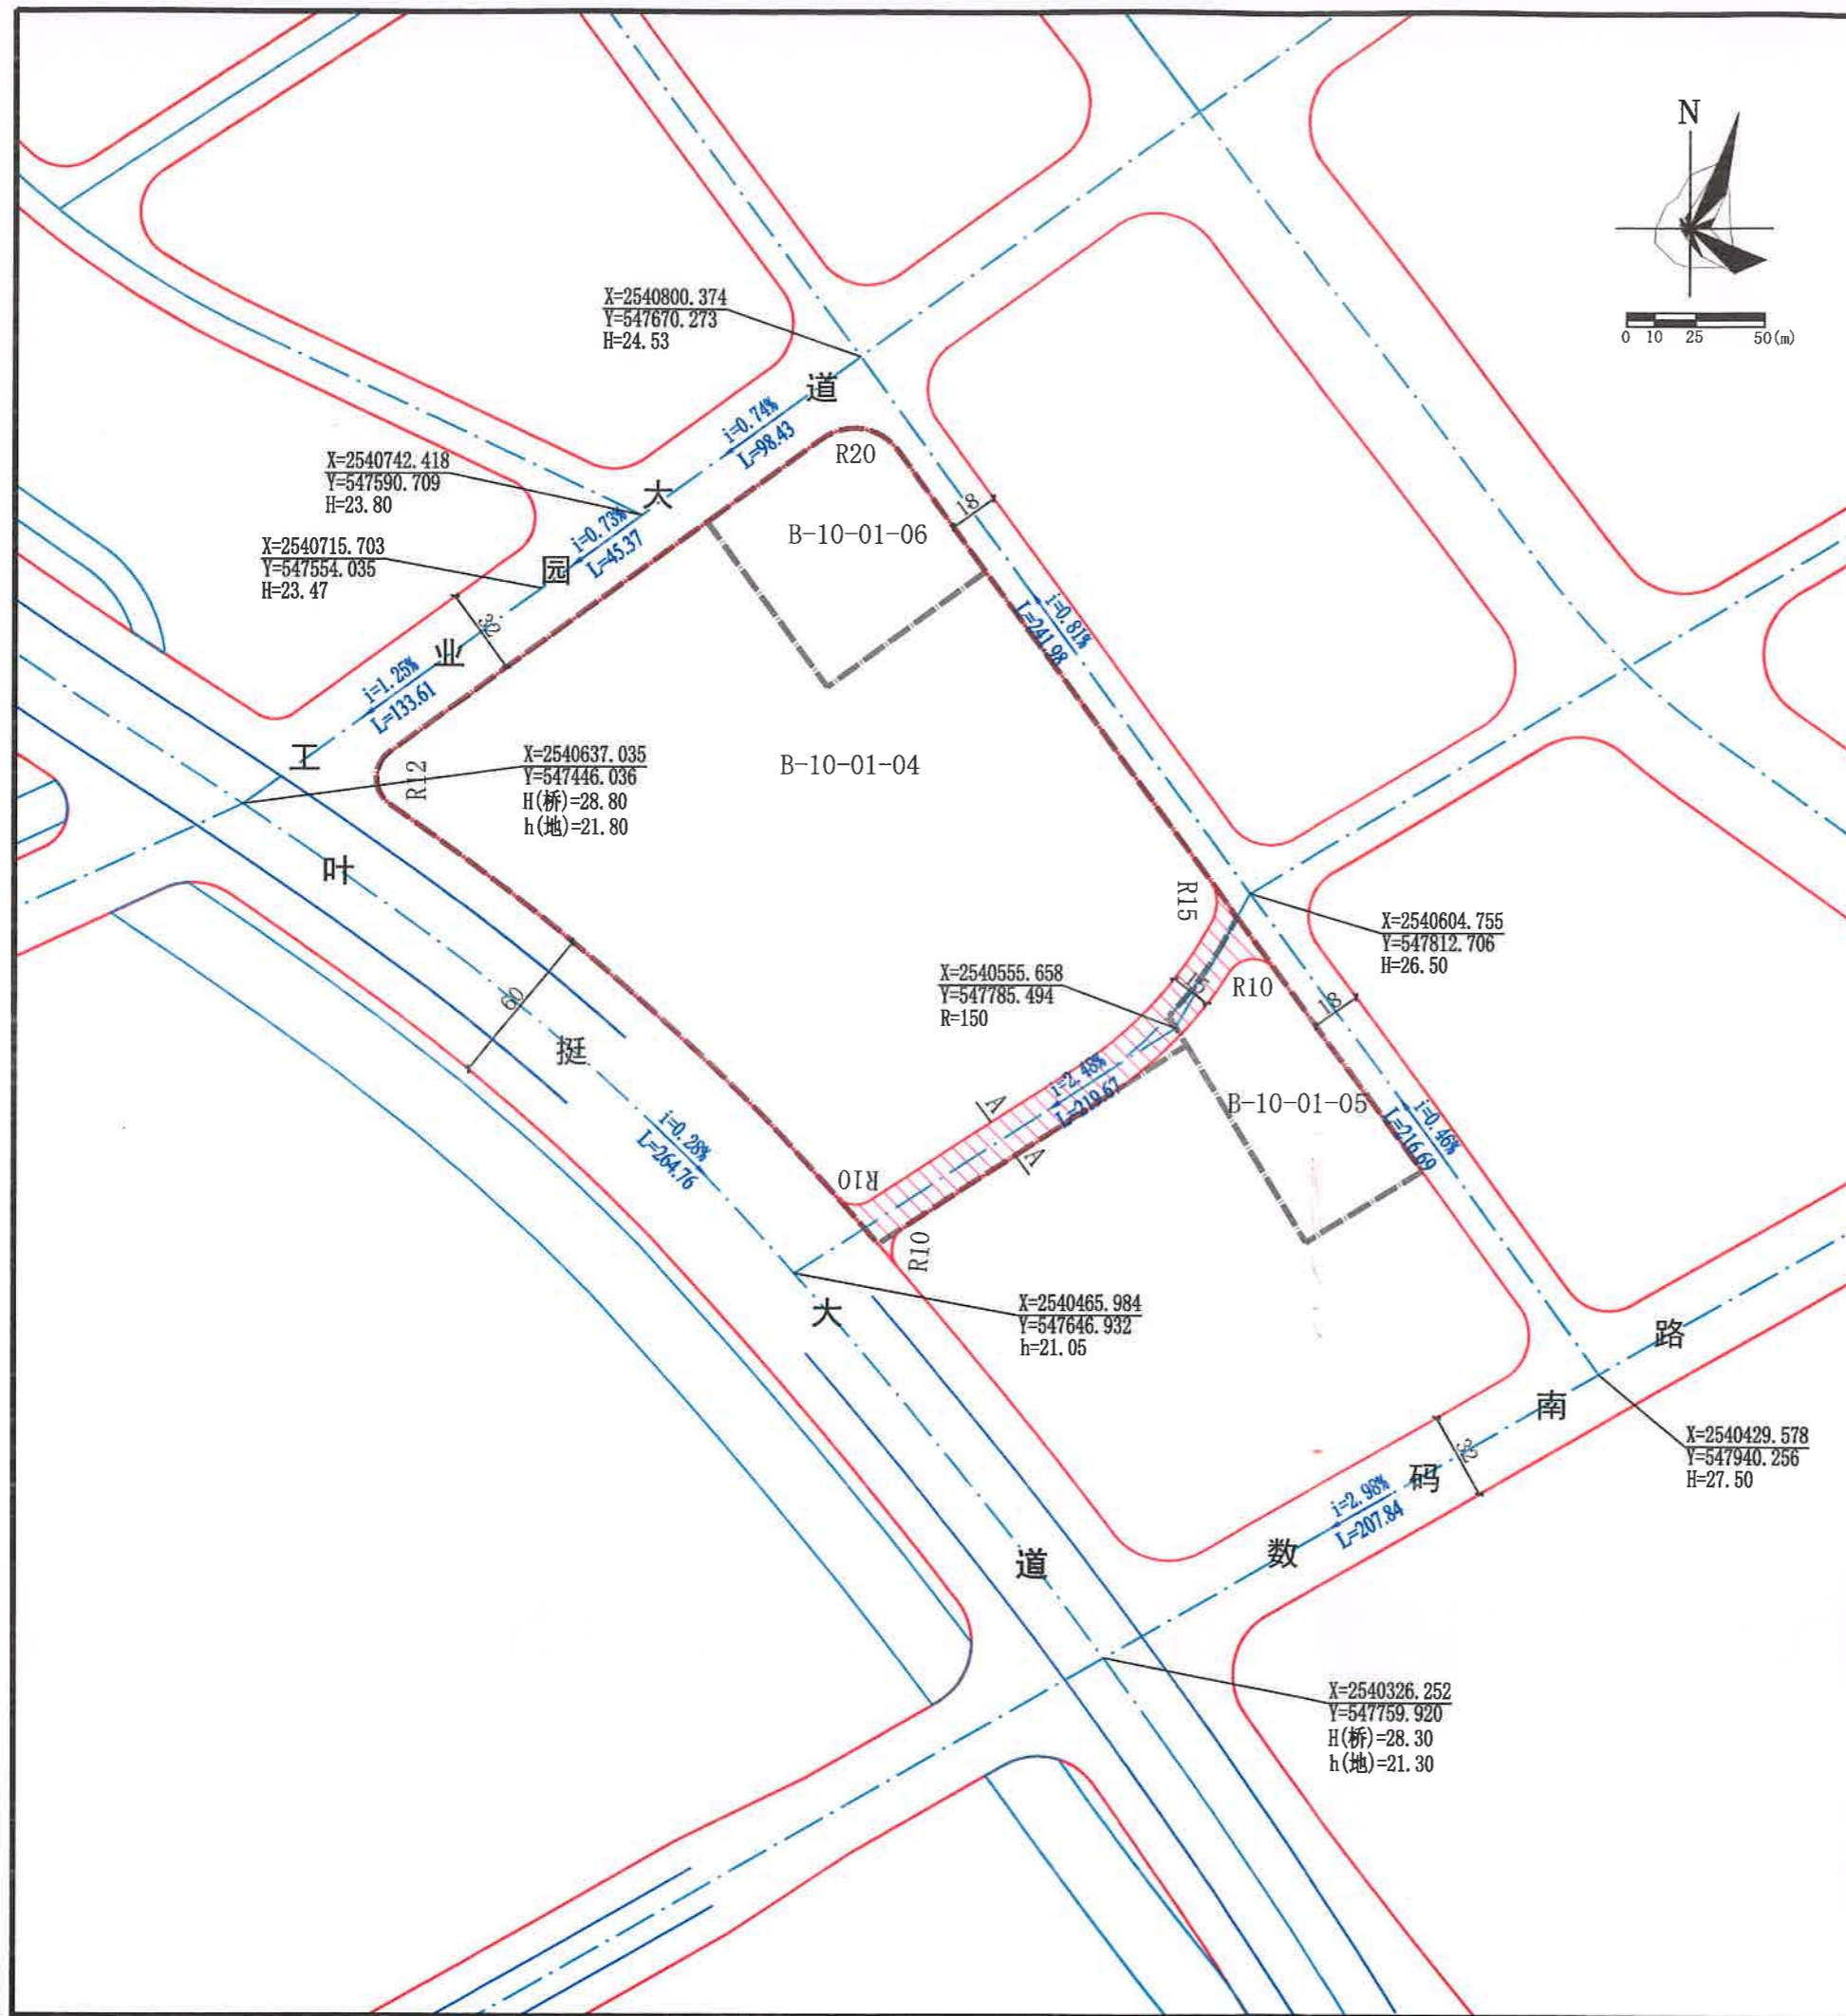 N
0 10 25 50(m)
X=2540800.374
Y=547670.273
H=24.53
道
i=0.74%
L=98.43
R20
X=2540742.418
Y=547590.709
H=23.80
大
18
B-10-01-06
i=0.73%
L=45.37
X=2540715.703
Y=547554.035
H=23.47
园
32
业
i=0.81%
L=241.98
i=1.25%
L=133.61
工
X=2540637.035
Y=547446.036
H(桥)=28.80
h(地)=21.80
R12
B-10-01-04
叶
R15
X=2540604.755
Y=547812.706
H=26.50
60
X=2540555.658
Y=547785.494
R=150
15
R10
18
挺
i=2.48%
L=219.67
A
A
B-10-01-05
i=0.46%
L=216.69
i=0.28%
L=264.76
R10
R10
X=2540465.984
Y=547646.932
h=21.05
大
路
南
X=2540429.578
Y=547940.256
H=27.50
32
码
i=2.98%
L=207.84
数
道
X=2540326.252
Y=547759.920
H(桥)=28.30
h(地)=21.30